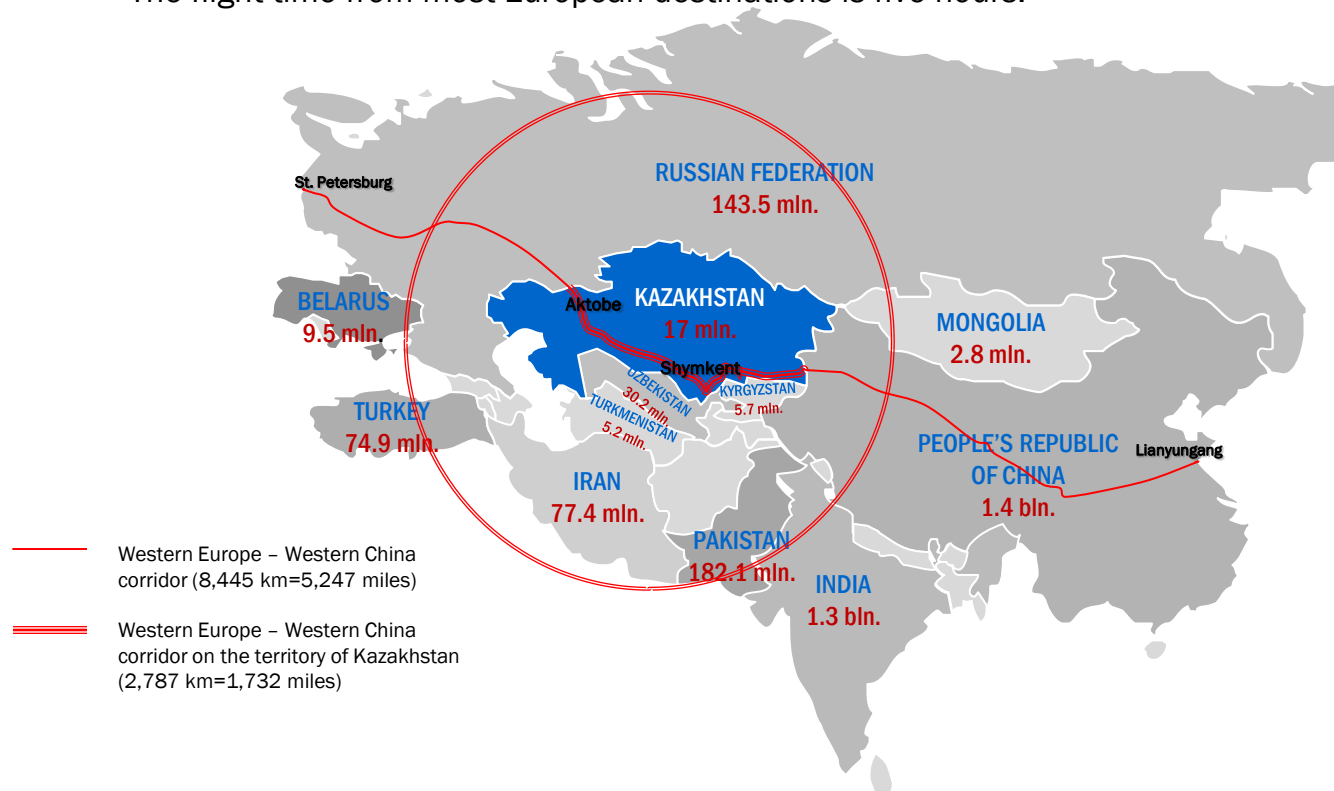 The flight time from most European destinations is five hours.
RUSSIAN FEDERATION
143.5 mln.
St. Petersburg
BELARUS
9.5 mln.
Aktobe
KAZAKHSTAN
17 mln.
MONGOLIA
2.8 mln.
Shymkent
UZBEKISTAN
30.2 mln.
KYRGYZSTAN
5.7 mln.
TURKEY
74.9 mln.
TURKMENISTAN
5.2 mln.
PEOPLE'S REPUBLIC
OF CHINA
1.4 bln.
Lianyungang
IRAN
77.4 mln.
PAKISTAN
182.1 mln.
INDIA
1.3 bln.
Western Europe – Western China
corridor (8,445 km=5,247 miles)
Western Europe – Western China
corridor on the territory of Kazakhstan
(2,787 km=1,732 miles)